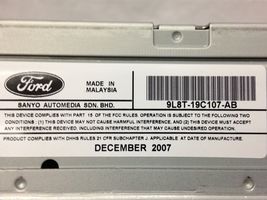 Ford
MADE IN
MALAYSIA
SANYO AUTOMEDIA SDN. BHD.
9L8T-19C107-AB
THIS DEVICE COMPLIES WITH PART 15 OF THE FCC RULES. OPERATION IS SUBJECT TO THE FOLLOWING TWO
CONDITIONS : (1) THIS DEVICE MAY NOT CAUSE HARMFUL INTERFERENCE, AND (2) THIS DEVICE MUST ACCEPT
ANY INTERFERENCE RECEIVED, INCLUDING INTERFERENCE THAT MAY CAUSE UNDESIRED OPERATION.
PRODUCT COMPLIES WITH DHHS RULES 21 CFR SUBCHAPTER J. APPLICABLE AT DATE OF MANUFACTURE.
DECEMBER 2007